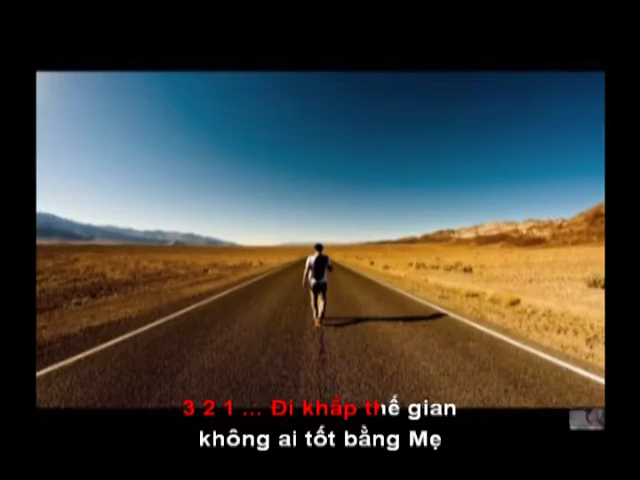 3 2 1 ... Đi khắp thế gian
không ai tốt bằng Mẹ